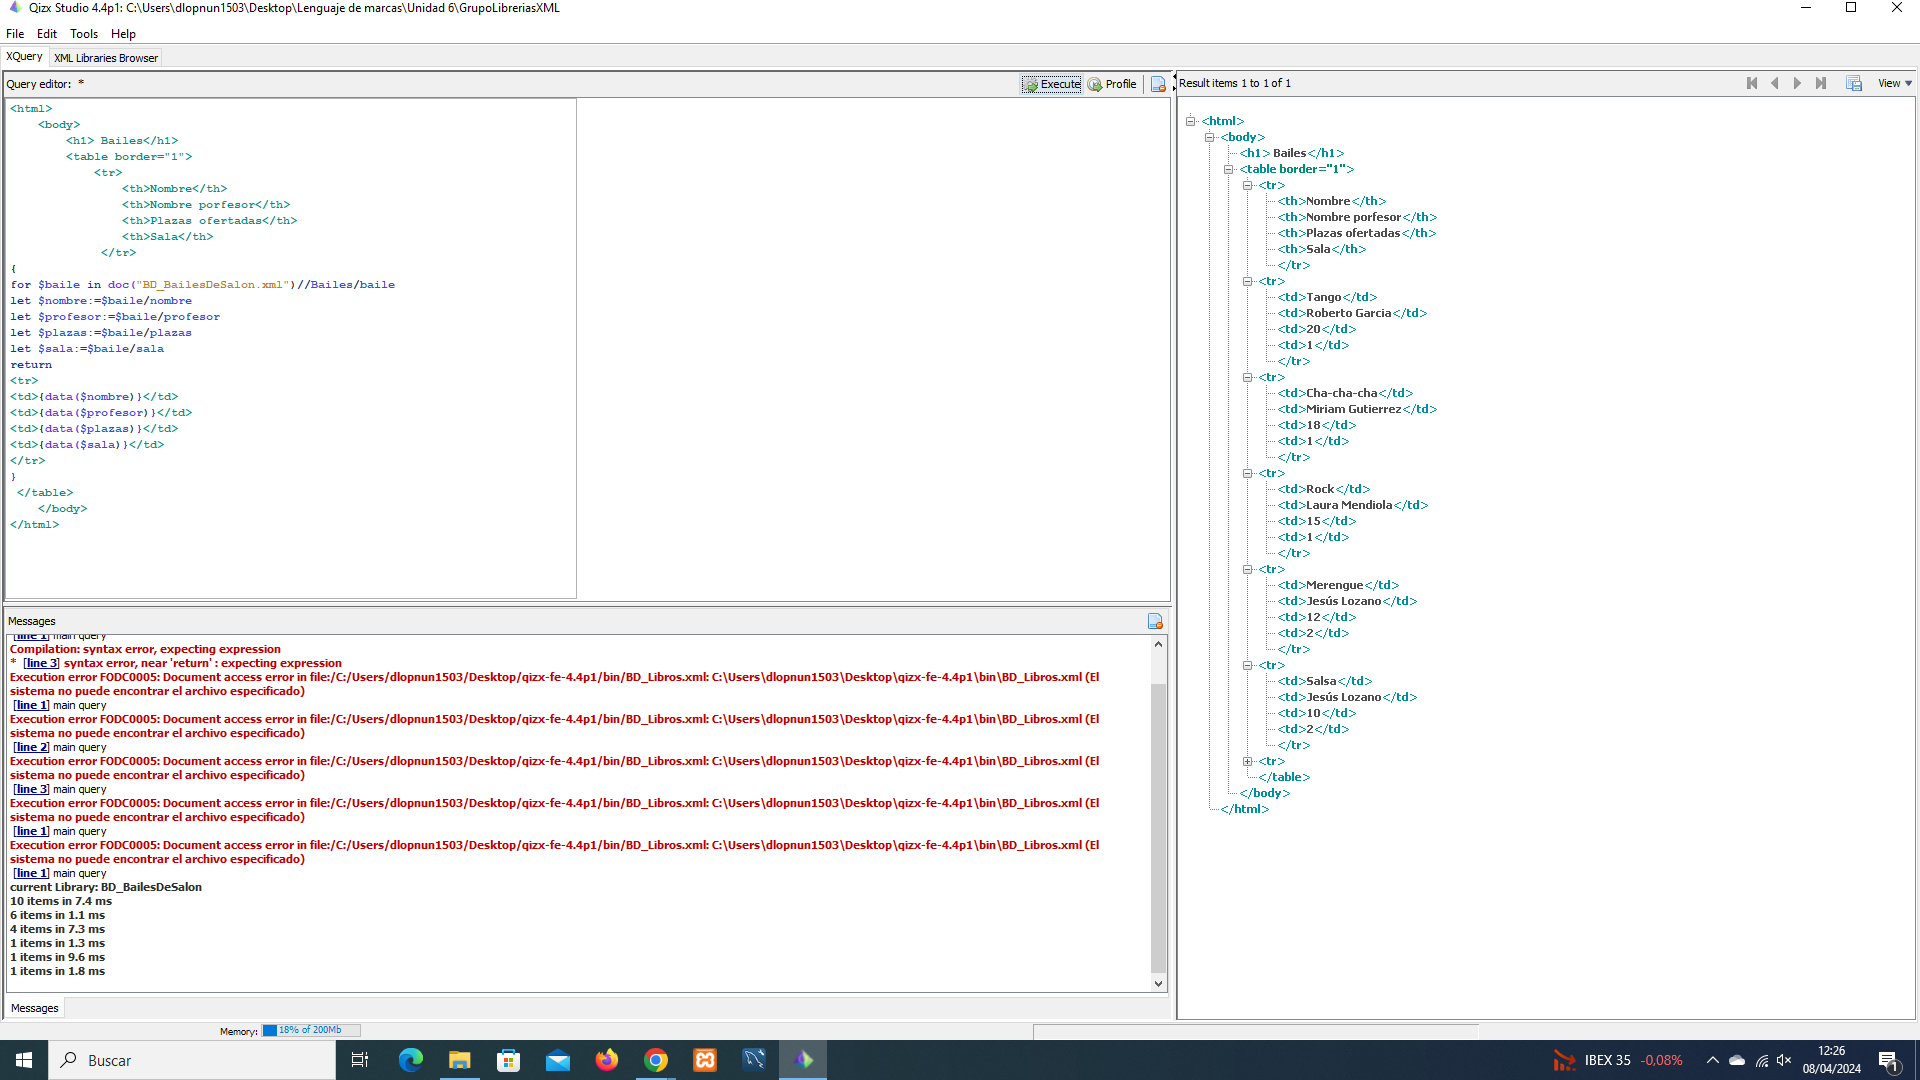 Qizx Studio 4.4p1: C:\Users\dlopnun1503\Desktop\Lenguaje de marcas\Unidad 6\GrupoLibreriasXML
File Edit Tools Help
XQuery XML Libraries Browser
Query editor: *
Execute Profile
<html>
<body>
<h1> Bailes</h1>
<table border="1">
<tr>
<th>Nombre</th>
<th>Nombre porfesor</th>
<th>Plazas ofertadas</th>
<th>Sala</th>
</tr>
{
for $baile in doc("BD_BailesDeSalon.xml")//Bailes/baile
let $nombre:=$baile/nombre
let $profesor:=$baile/profesor
let $plazas:=$baile/plazas
let $sala:=$baile/sala
return
<tr>
<td>{data($nombre)}</td>
<td>{data($profesor)}</td>
<td>{data($plazas)}</td>
<td>{data($sala)}</td>
</tr>
}
</table>
</body>
</html>
Messages
[line 1] main query
Compilation: syntax error, expecting expression
* [line 3] syntax error, near 'return' : expecting expression
Execution error FODC0005: Document access error in file:/C:/Users/dlopnun1503/Desktop/qizx-fe-4.4p1/bin/BD_Libros.xml: C:\Users\dlopnun1503\Desktop\qizx-fe-4.4p1\bin\BD_Libros.xml (El
sistema no puede encontrar el archivo especificado)
[line 1] main query
Execution error FODC0005: Document access error in file:/C:/Users/dlopnun1503/Desktop/qizx-fe-4.4p1/bin/BD_Libros.xml: C:\Users\dlopnun1503\Desktop\qizx-fe-4.4p1\bin\BD_Libros.xml (El
sistema no puede encontrar el archivo especificado)
[line 2] main query
Execution error FODC0005: Document access error in file:/C:/Users/dlopnun1503/Desktop/qizx-fe-4.4p1/bin/BD_Libros.xml: C:\Users\dlopnun1503\Desktop\qizx-fe-4.4p1\bin\BD_Libros.xml (El
sistema no puede encontrar el archivo especificado)
[line 3] main query
Execution error FODC0005: Document access error in file:/C:/Users/dlopnun1503/Desktop/qizx-fe-4.4p1/bin/BD_Libros.xml: C:\Users\dlopnun1503\Desktop\qizx-fe-4.4p1\bin\BD_Libros.xml (El
sistema no puede encontrar el archivo especificado)
[line 1] main query
Execution error FODC0005: Document access error in file:/C:/Users/dlopnun1503/Desktop/qizx-fe-4.4p1/bin/BD_Libros.xml: C:\Users\dlopnun1503\Desktop\qizx-fe-4.4p1\bin\BD_Libros.xml (El
sistema no puede encontrar el archivo especificado)
[line 1] main query
current Library: BD_BailesDeSalon
10 items in 7.4 ms
6 items in 1.1 ms
4 items in 7.3 ms
1 items in 1.3 ms
1 items in 9.6 ms
1 items in 1.8 ms
Messages
Memory: 18% of 200Mb
Result items 1 to 1 of 1
View
<html>
<body>
<h1> Bailes</h1>
<table border="1">
<tr>
<th>Nombre</th>
<th>Nombre porfesor</th>
<th>Plazas ofertadas</th>
<th>Sala</th>
</tr>
<tr>
<td>Tango</td>
<td>Roberto Garcia</td>
<td>20</td>
<td>1</td>
</tr>
<tr>
<td>Cha-cha-cha</td>
<td>Miriam Gutierrez</td>
<td>18</td>
<td>1</td>
</tr>
<tr>
<td>Rock</td>
<td>Laura Mendiola</td>
<td>15</td>
<td>1</td>
</tr>
<tr>
<td>Merengue</td>
<td>Jesús Lozano</td>
<td>12</td>
<td>2</td>
</tr>
<tr>
<td>Salsa</td>
<td>Jesús Lozano</td>
<td>10</td>
<td>2</td>
</tr>
<tr>
</table>
</body>
</html>
Buscar
IBEX 35 -0,08%
12:26
08/04/2024
1